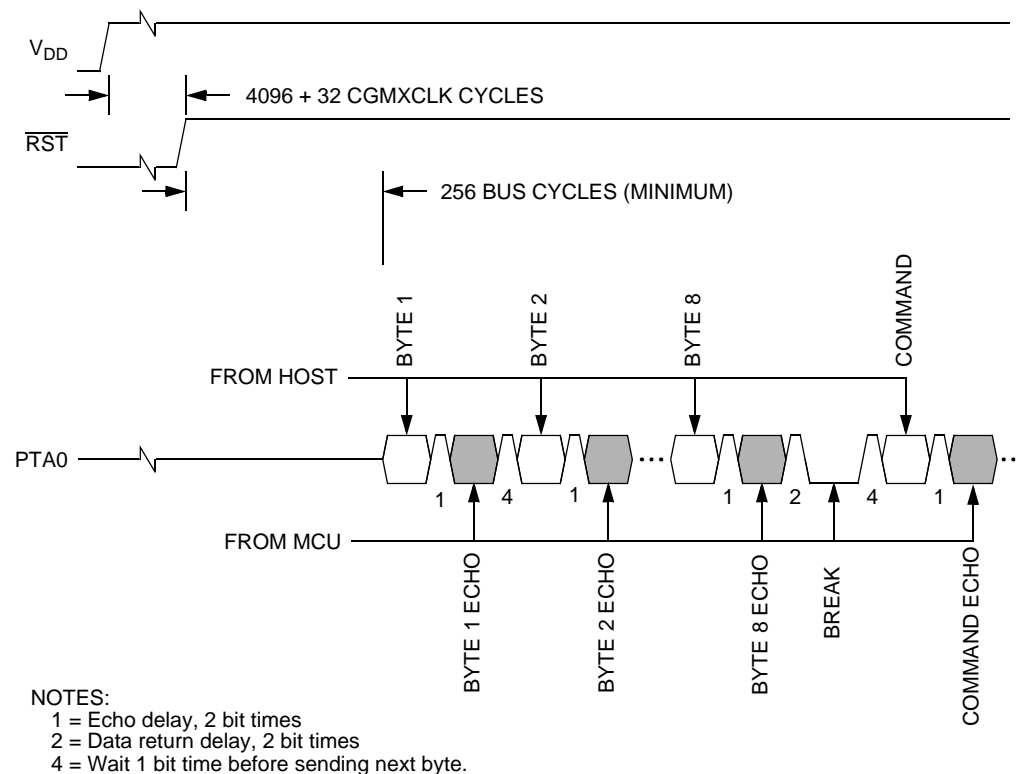 VDD
4096 + 32 CGMXCLK CYCLES
RST
256 BUS CYCLES (MINIMUM)
BYTE 1
BYTE 2
BYTE 8
COMMAND
FROM HOST
PTA0
1
4
1
1
2
4
1
FROM MCU
BYTE 1 ECHO
BYTE 2 ECHO
BYTE 8 ECHO
BREAK
COMMAND ECHO
NOTES:
1 = Echo delay, 2 bit times
2 = Data return delay, 2 bit times
4 = Wait 1 bit time before sending next byte.